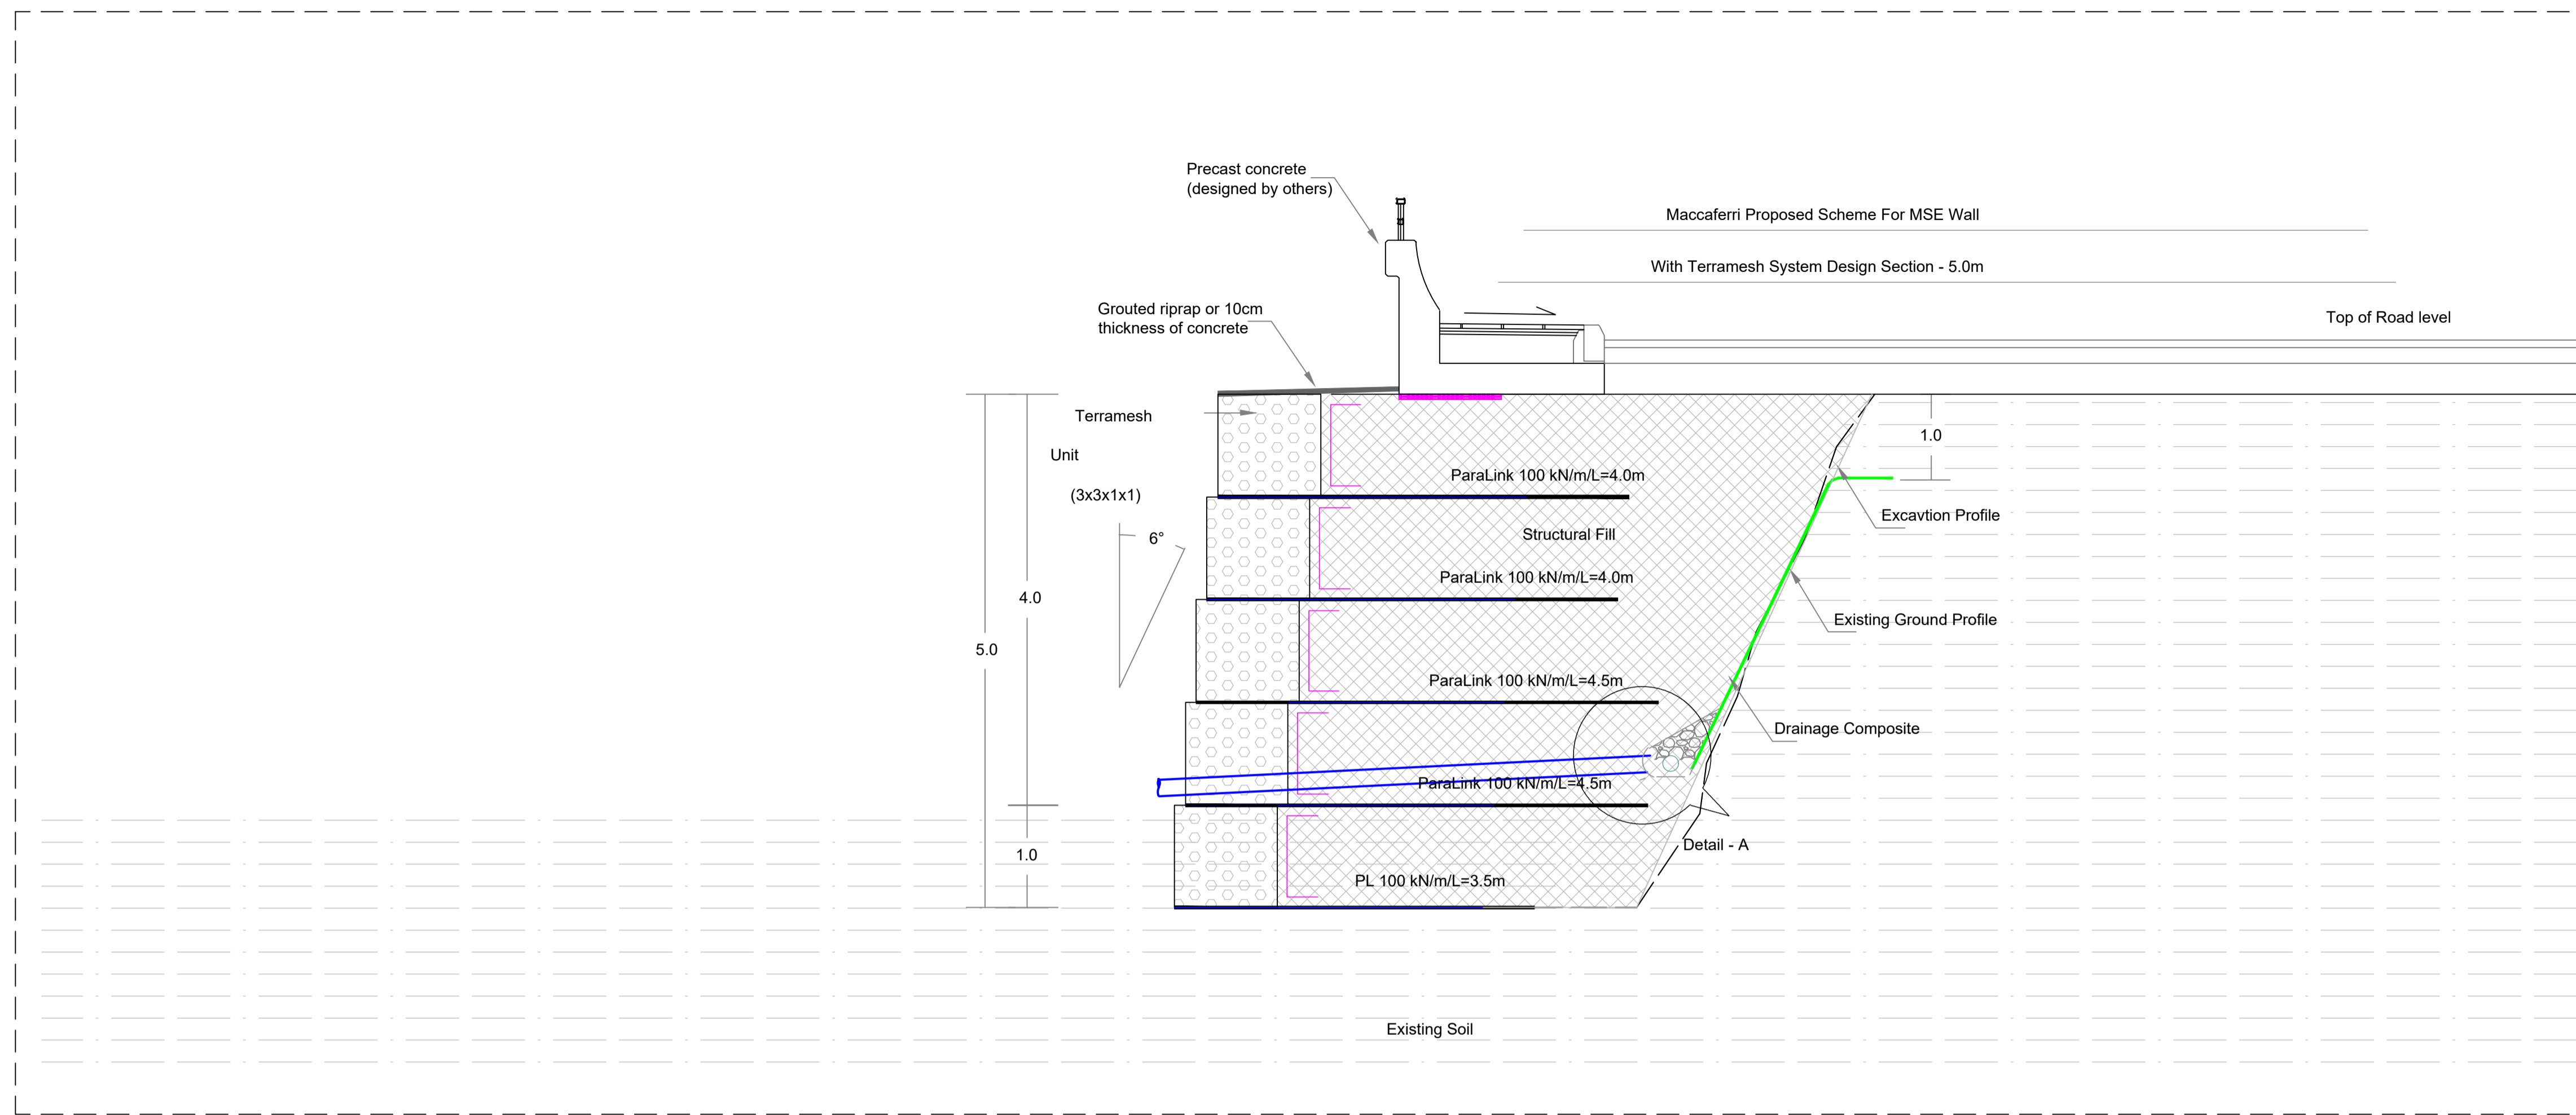 Precast concrete
(designed by others)
Maccaferri Proposed Scheme For MSE Wall
With Terramesh System Design Section - 5.0m
Grouted riprap or 10cm
thickness of concrete
Top of Road level
Terramesh
Unit
(3x3x1x1)
6°
4.0
5.0
1.0
1.0
ParaLink 100 kN/m/L=4.0m
Excavtion Profile
Structural Fill
ParaLink 100 kN/m/L=4.0m
Existing Ground Profile
ParaLink 100 kN/m/L=4.5m
Drainage Composite
ParaLink 100 kN/m/L=4.5m
Detail - A
PL 100 kN/m/L=3.5m
Existing Soil